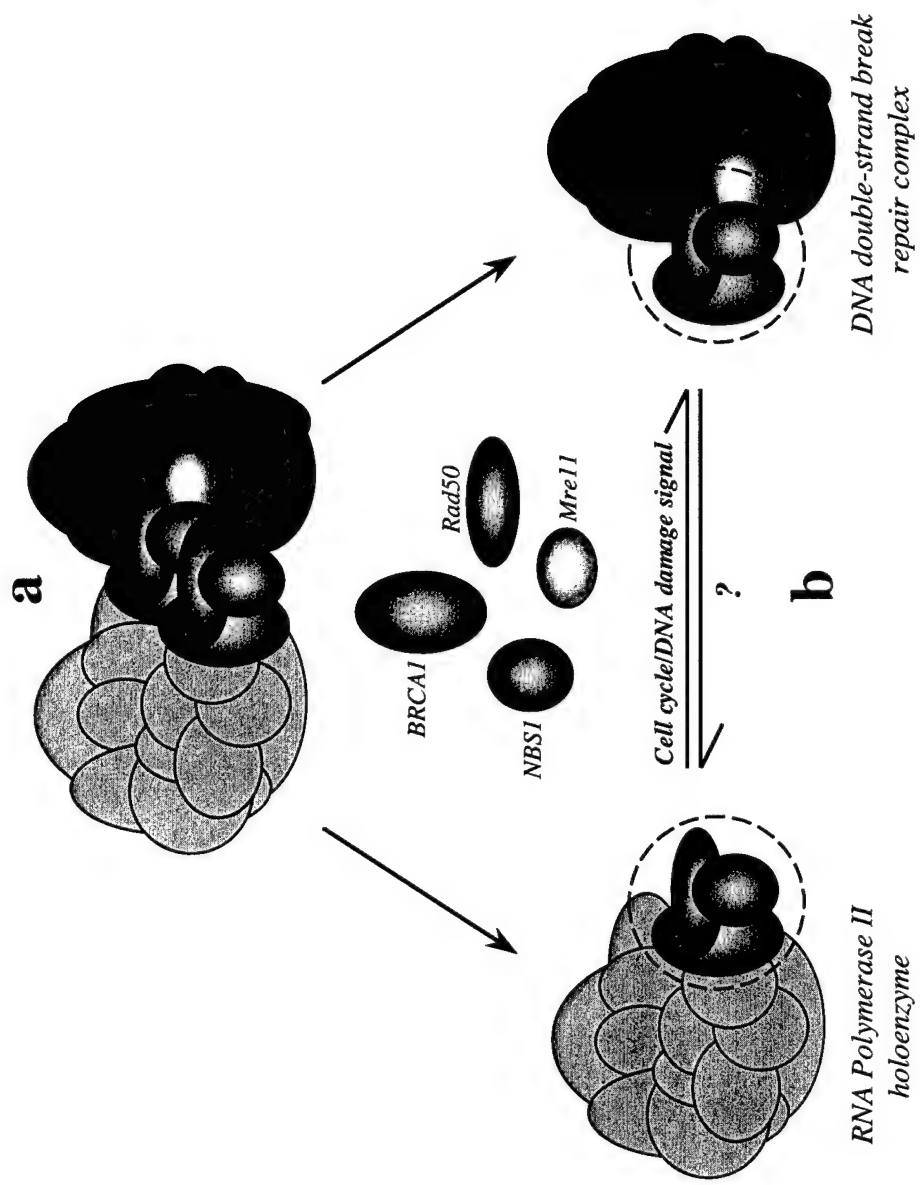 a
BRCA1
Rad50
NBS1
Mre11
Cell cycle/DNA damage signal
?
b
RNA Polymerase II
holoenzyme
DNA double-strand break
repair complex